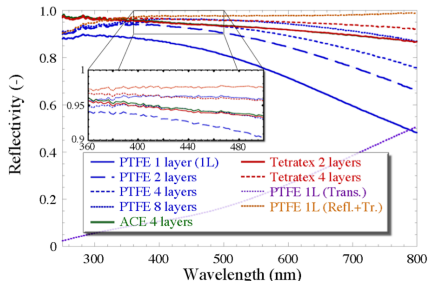 Reflectivity (-)
1
0.8
0.6
0.4
0.2
0
1
0.95
0.9
360
400
440
480
PTFE 1 layer (1L)
PTFE 2 layers
PTFE 4 layers
PTFE 8 layers
ACE 4 layers
Tetratex 2 layers
Tetratex 4 layers
PTFE 1L (Trans.)
PTFE 1L (Refl.+Tr.)
300
400
500
600
700
800
Wavelength (nm)